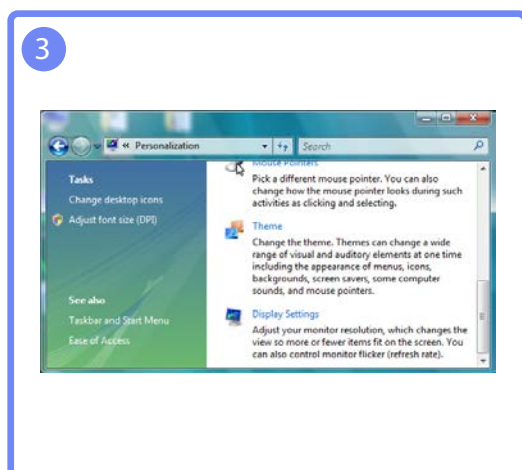 3
« Personalization
Search
Tasks
Change desktop icons
Adjust font size (DPI)
See also
Taskbar and Start Menu
Ease of Access
Mouse Pointers
Pick a different mouse pointer. You can also
change how the mouse pointer looks during such
activities as clicking and selecting.
Theme
Change the theme. Themes can change a wide
range of visual and auditory elements at one time
including the appearance of menus, icons,
backgrounds, screen savers, some computer
sounds, and mouse pointers.
Display Settings
Adjust your monitor resolution, which changes the
view so more or fewer items fit on the screen. You
can also control monitor flicker (refresh rate).